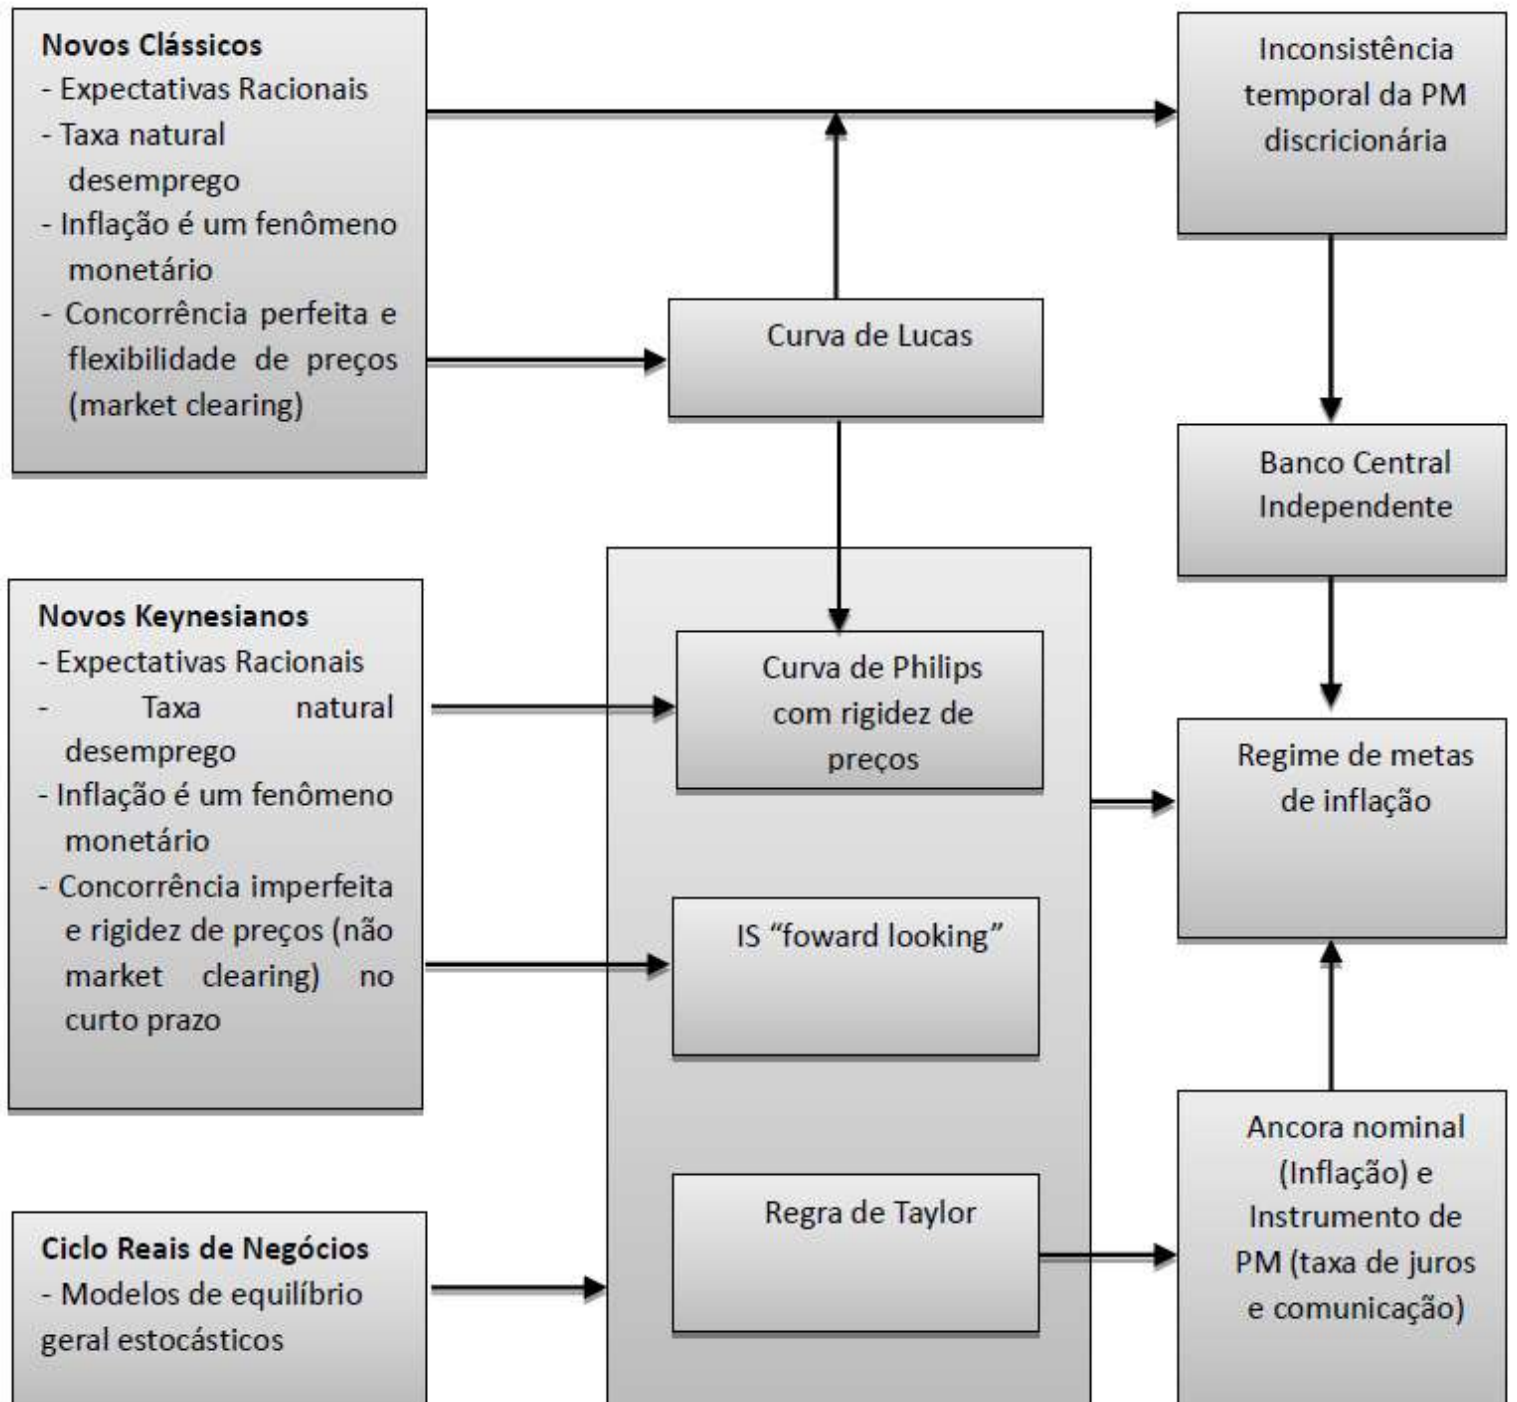 Novos Clássicos
- Expectativas Racionais
- Taxa natural
desemprego
- Inflação é um fenômeno
monetário
- Concorrência perfeita e
flexibilidade de preços
(market clearing)
Inconsistência
temporal da PM
discricionária
Curva de Lucas
Banco Central
Independente
Novos Keynesianos
- Expectativas Racionais
- Taxa natural
desemprego
- Inflação é um fenômeno
monetário
- Concorrência imperfeita
e rigidez de preços (não
market clearing) no
curto prazo
Curva de Philips
com rigidez de
preços
Regime de metas
de inflação
IS “foward looking”
Regra de Taylor
Ancora nominal
(Inflação) e
Instrumento de
PM (taxa de juros
e comunicação)
Ciclo Reais de Negócios
- Modelos de equilíbrio
geral estocásticos